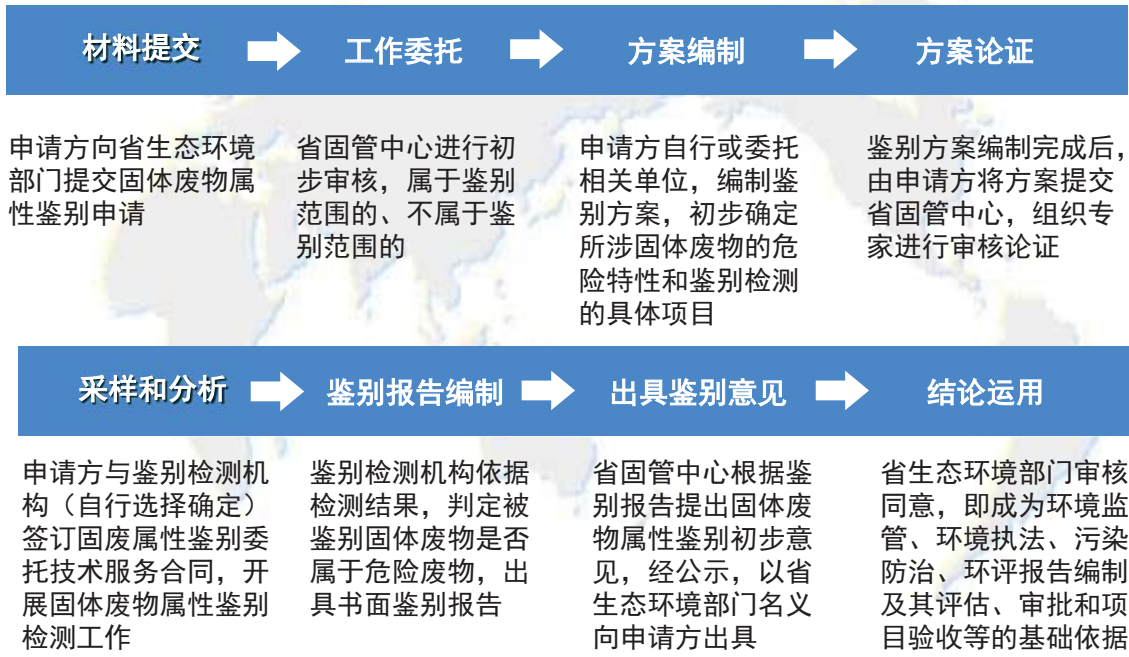 材料提交
工作委托
方案编制
方案论证
申请方向省生态环境
部门提交固体废物属
性鉴别申请
省固管中心进行初
步审核，属于鉴别
范围的、不属于鉴
别范围的
申请方自行或委托
相关单位，编制鉴
别方案，初步确定
所涉固体废物的危
险特性和鉴别检测
的具体项目
鉴别方案编制完成后，
由申请方将方案提交
省固管中心，组织专
家进行审核论证
采样和分析
鉴别报告编制
出具鉴别意见
结论运用
申请方与鉴别检测机
构（自行选择确定）
签订固废属性鉴别委
托技术服务合同，开
展固体废物属性鉴别
检测工作
鉴别检测机构依据
检测结果，判定被
鉴别固体废物是否
属于危险废物，出
具书面鉴别报告
省固管中心根据鉴
别报告提出固体废
物属性鉴别初步意
见，经公示，以省
生态环境部门名义
向申请方出具
省生态环境部门审核
同意，即成为环境监
管、环境执法、污染
防治、环评报告编制
及其评估、审批和项
目验收等的基础依据